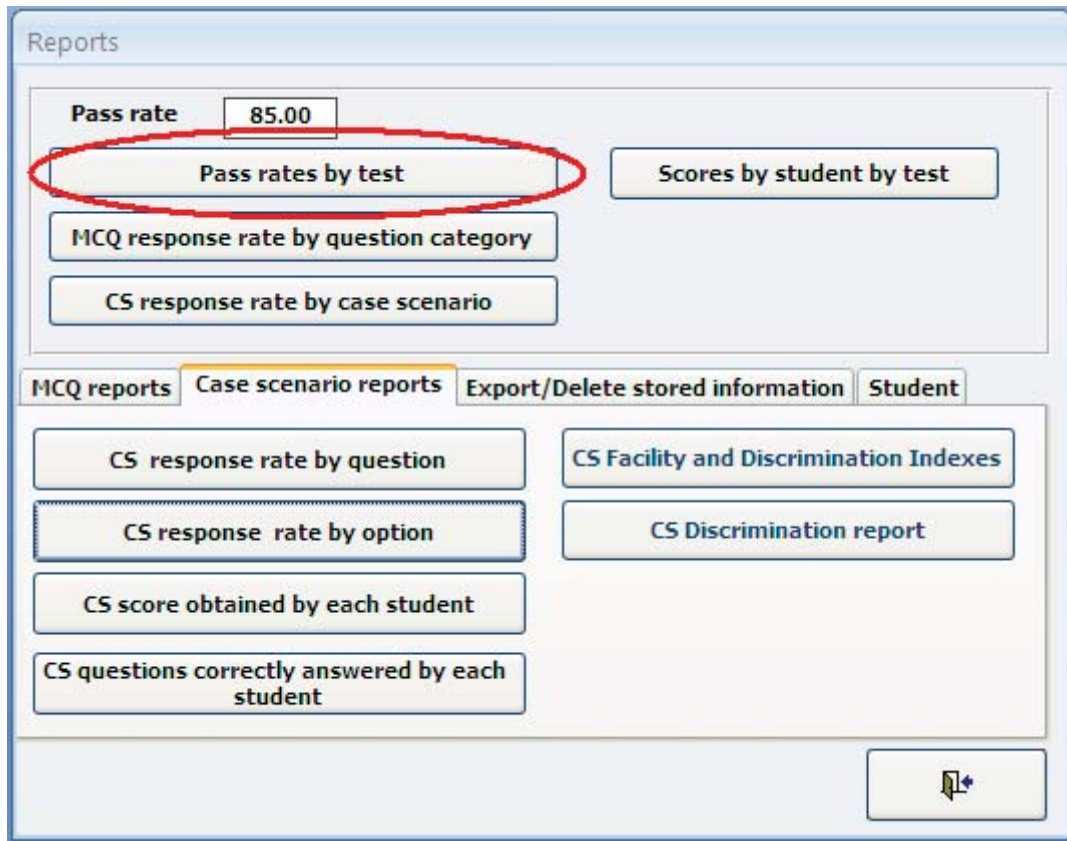 Reports
Pass rate 85.00
Pass rates by test
Scores by student by test
MCQ response rate by question category
CS response rate by case scenario
MCQ reports
Case scenario reports
Export/Delete stored information
Student
CS response rate by question
CS Facility and Discrimination Indexes
CS response rate by option
CS Discrimination report
CS score obtained by each student
CS questions correctly answered by each
student